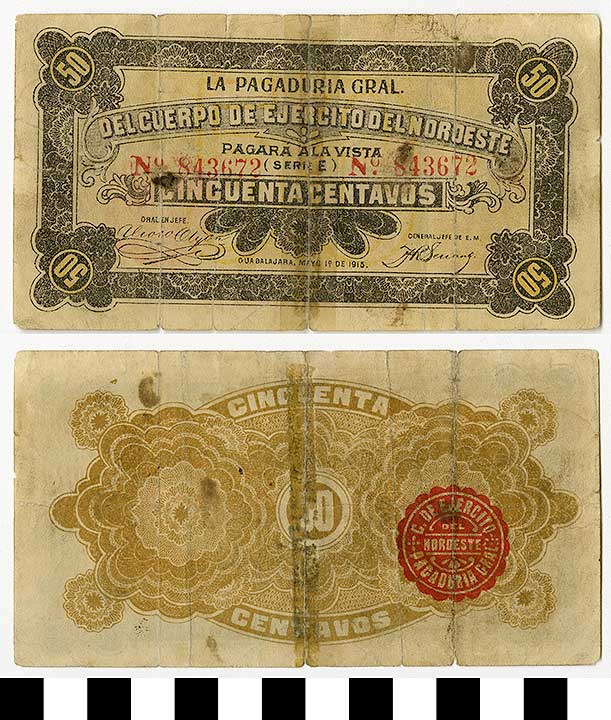 50 50
LA PAGADURIA GRAL.
DEL CUERPO DE EJERCITO DEL NOROESTE
PAGARA A LA VISTA
No 843672 (SERIE E) No 843672
CINCUENTA CENTAVOS
GRAL EN JEFE. GENERAL JEFE DE E. M.
GUADALAJARA, MAYO 1º DE 1915.
50 50
CINCUENTA
50
C. DE EJERCITO
DEL
NOROESTE
PAGADURIA GRAL.
CENTAVOS